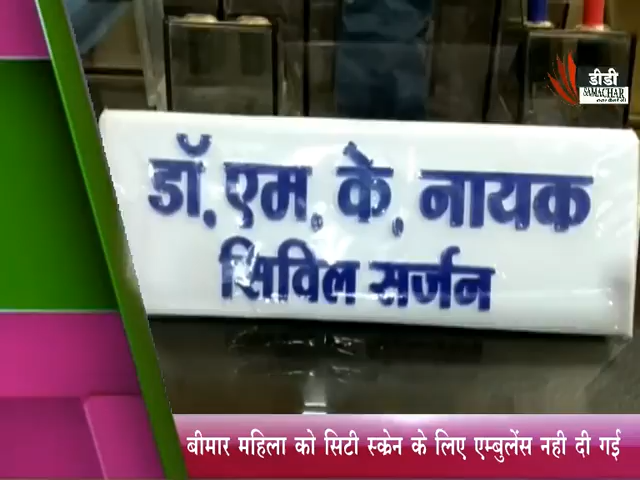 डीडी
SAMACHAR
डॉ. एम. के. नायक
सिविल सर्जन
बीमार महिला को सिटी स्केन के लिए एम्बुलेंस नही दी गई